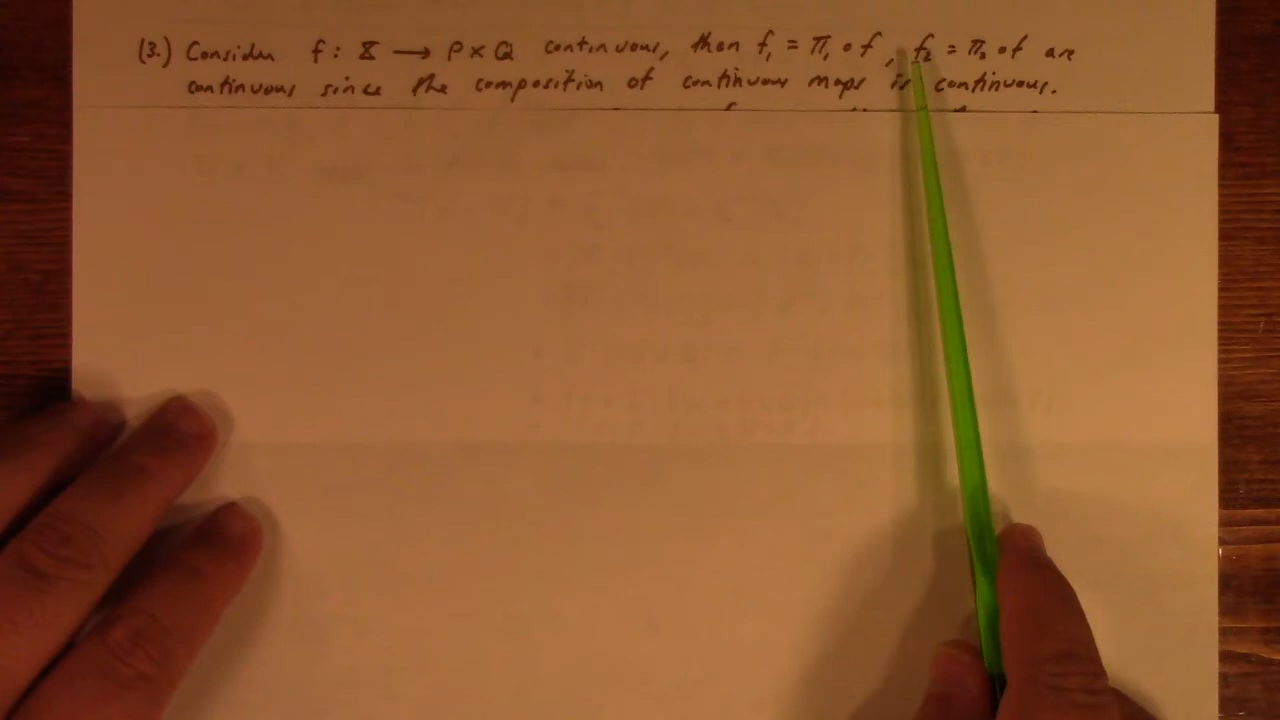 (3.) Consider f : X → P × Q continuous, then f₁ = π₁ ∘ f , f₂ = π₂ ∘ f are
continuous since the composition of continuous maps is continuous.